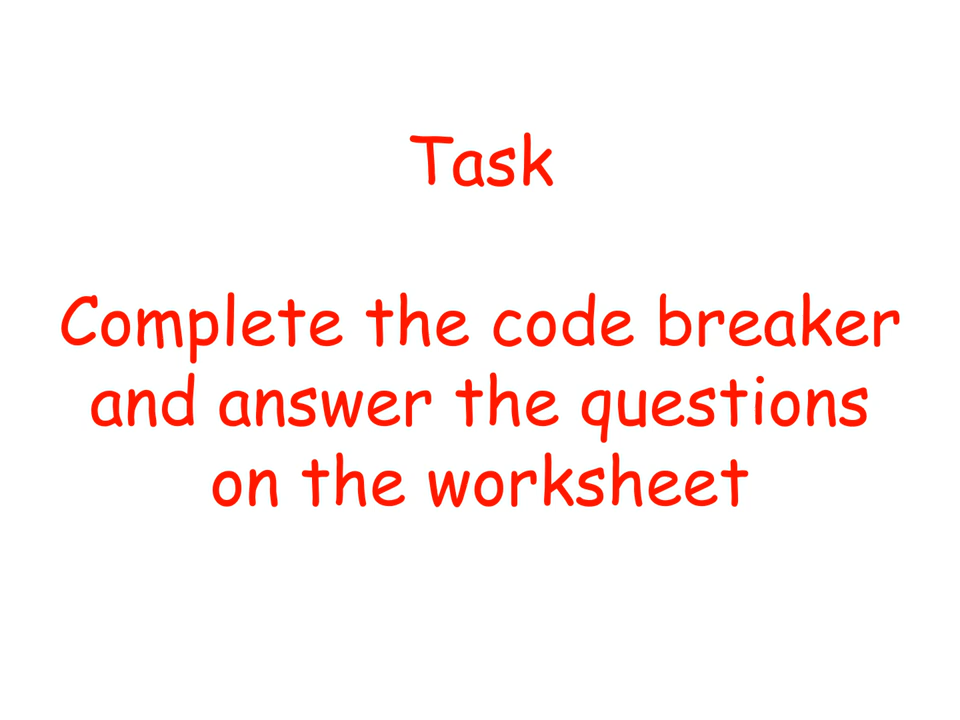 Task
Complete the code breaker
and answer the questions
on the worksheet